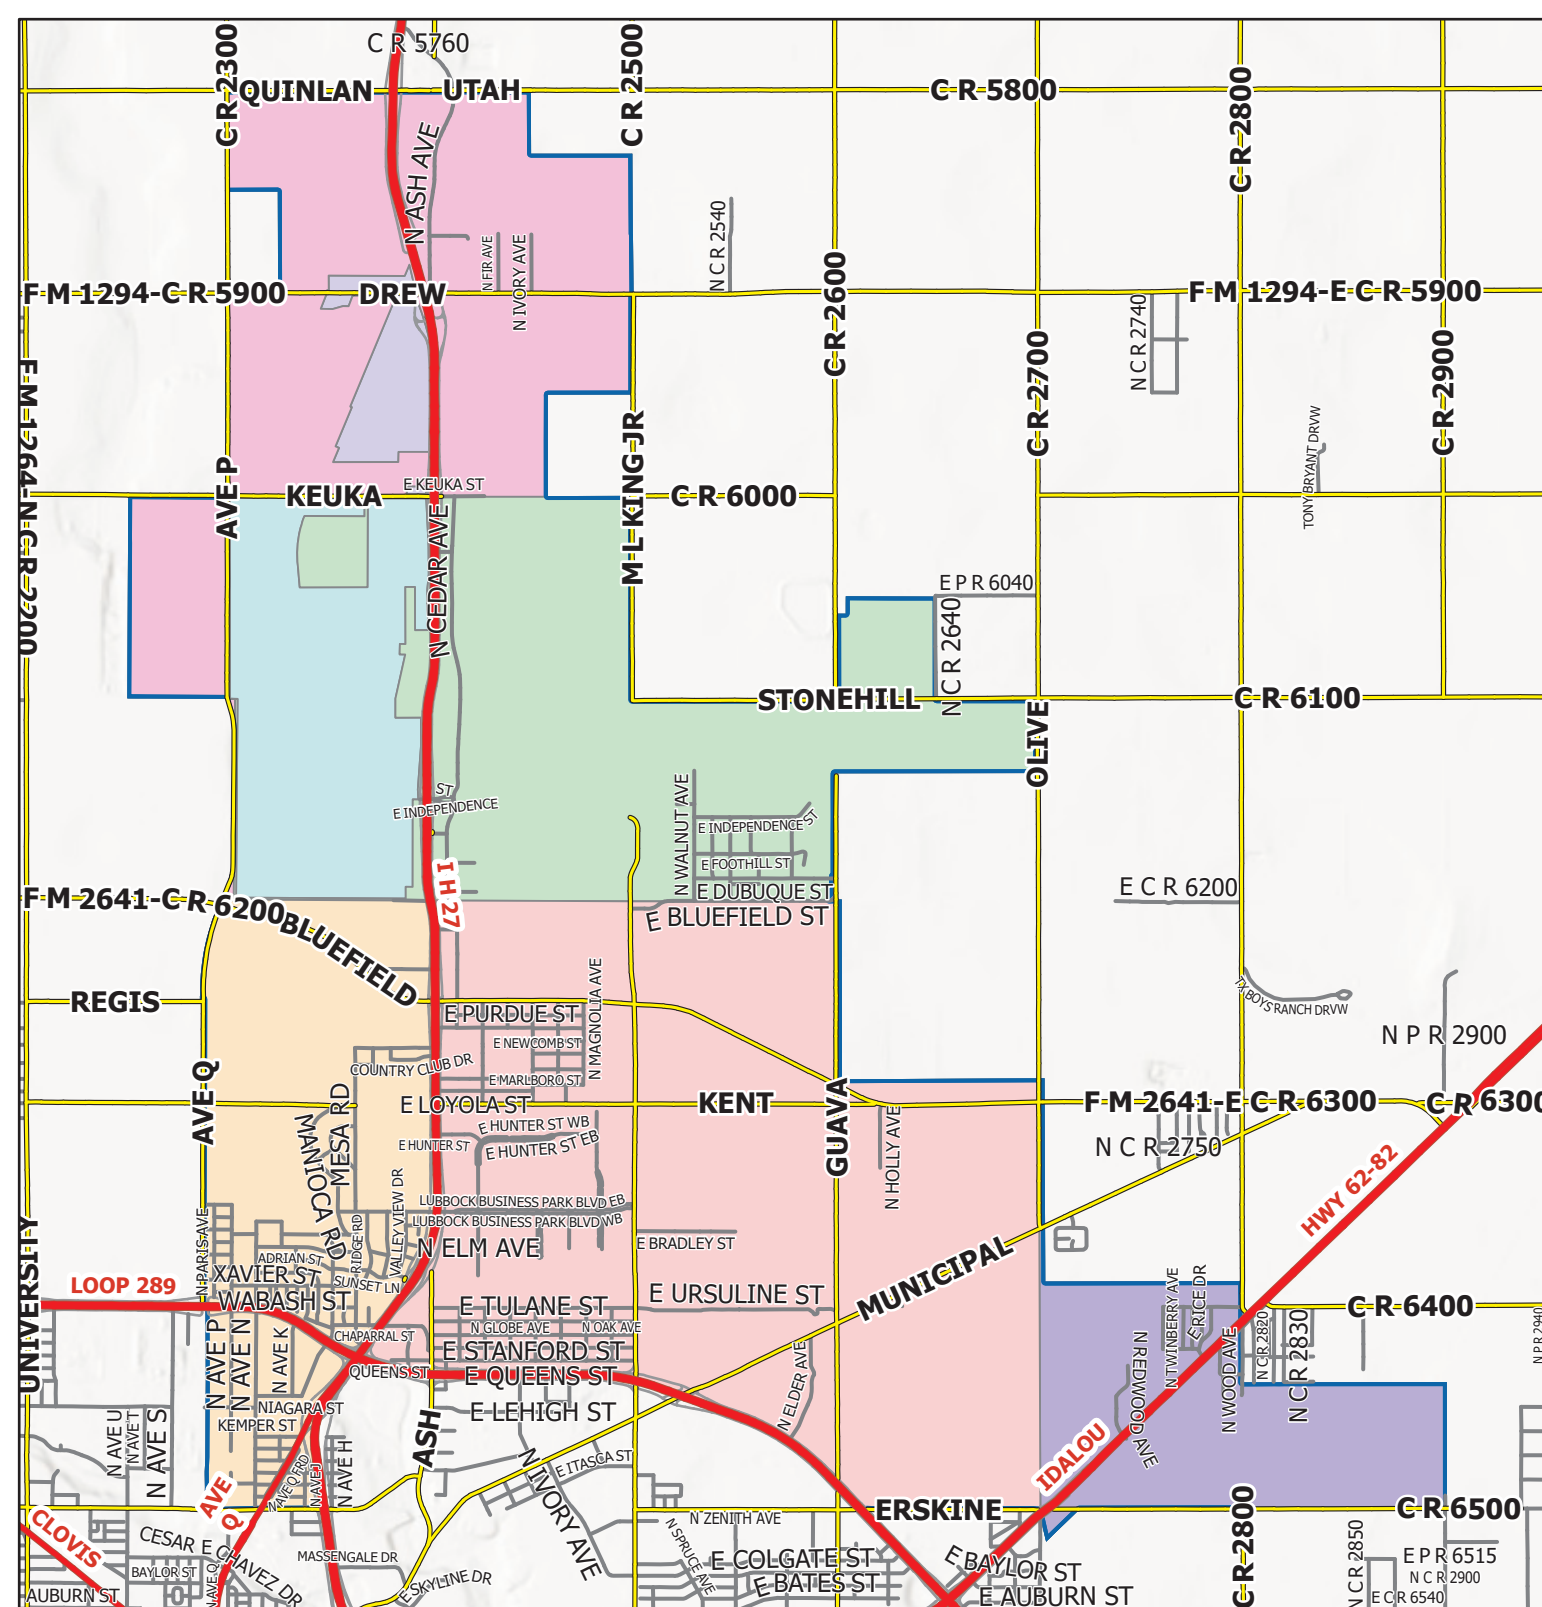 C R 5760
C R 2300
C R 2500
QUINLAN
UTAH
C R 5800
C R 2800
N ASH AVE
N FIR AVE
N IVORY AVE
N C R 2540
C R 2600
F M 1294-C R 5900
DREW
F M 1294-E C R 5900
N C R 2740
C R 2700
C R 2900
F M 1264-N C R 2200
AVE P
M L KING JR
TONY BRYANT DRVW
E KEUKA ST
KEUKA
C R 6000
N CEDAR AVE
E P R 6040
N C R 2640
STONEHILL
C R 6100
OLIVE
E INDEPENDENCE ST
N WALNUT AVE
E INDEPENDENCE ST
E FOOTHILL ST
E DUBUQUE ST
E BLUEFIELD ST
I H 27
E C R 6200
F M 2641-C R 6200
BLUEFIELD
REGIS
N MAGNOLIA AVE
E PURDUE ST
E NEWCOMB ST
COUNTRY CLUB DR
E MARLBORO ST
TX BOYS RANCH DRVW
N P R 2900
AVE Q
E LOYOLA ST
KENT
GUAVA
F M 2641-E C R 6300
C R 6300
MESA RD
MANIOCA RD
E HUNTER ST WB
E HUNTER ST
E HUNTER ST EB
N HOLLY AVE
N C R 2750
HWY 62-82
VALLEY VIEW DR
LUBBOCK BUSINESS PARK BLVD EB
LUBBOCK BUSINESS PARK BLVD WB
N PARIS AVE
RIDGE RD
N ELM AVE
E BRADLEY ST
MUNICIPAL
UNIVERSITY
ADRIAN ST
XAVIER ST
SUNSET LN
LOOP 289
WABASH ST
E URSULINE ST
E TULANE ST
N GLOBE AVE
N OAK AVE
N TWINBERRY AVE
E RICE DR
C R 6400
N P R 2940
N AVE P
N AVE N
N AVE K
CHAPARRAL ST
QUEENS ST
E STANFORD ST
E QUEENS ST
N ELDER AVE
N REDWOOD AVE
N WOOD AVE
N C R 2820
N C R 2830
NIAGARA ST
KEMPER ST
E LEHIGH ST
ASH
N AVE U
N AVE T
N AVE S
N AVE Q FRD
N AVE J
N AVE H
N IVORY AVE
E ITASCA ST
IDALOU
AVE Q
ERSKINE
C R 2800
C R 6500
CLOVIS
CESAR E CHAVEZ DR
N ZENITH AVE
N SPRUCE AVE
MASSENGALE DR
BAYLOR ST
N AVE Q
E SKYLINE DR
AUBURN ST
E COLGATE ST
E BATES ST
E BAYLOR ST
E AUBURN ST
N C R 2850
E P R 6515
N C R 2900
E C R 6540